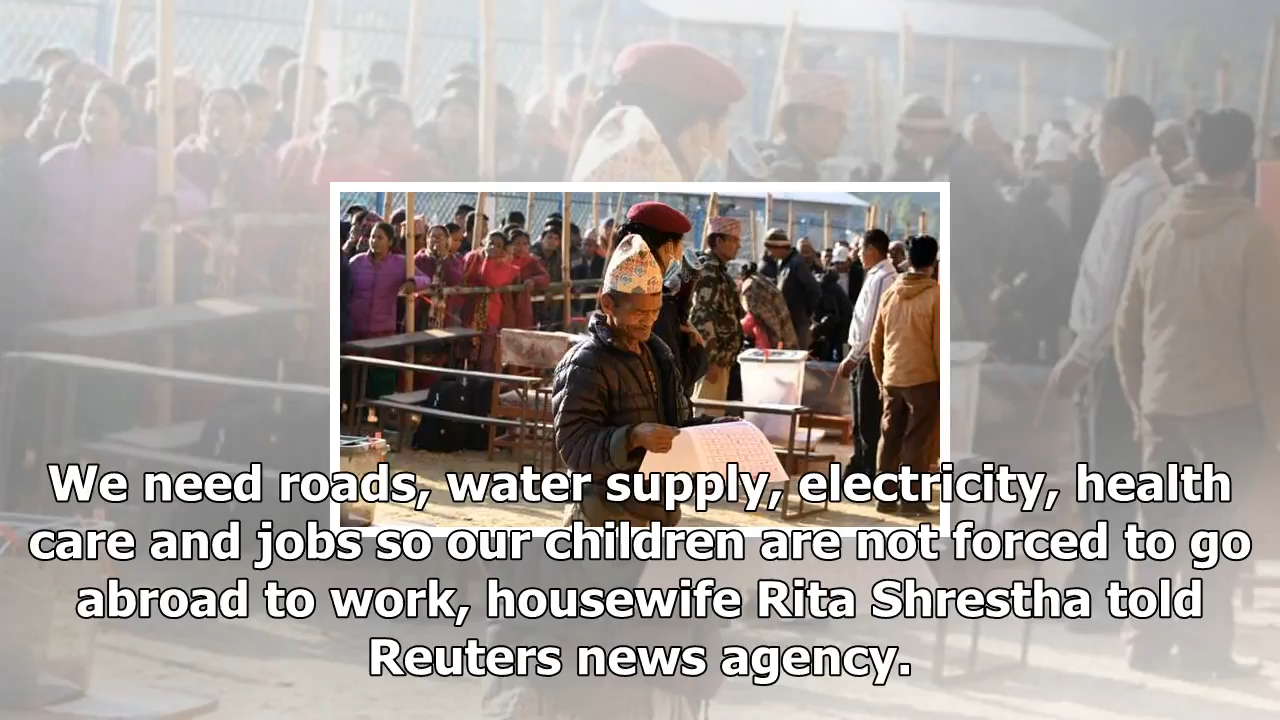 We need roads, water supply, electricity, health
care and jobs so our children are not forced to go
abroad to work, housewife Rita Shrestha told
Reuters news agency.